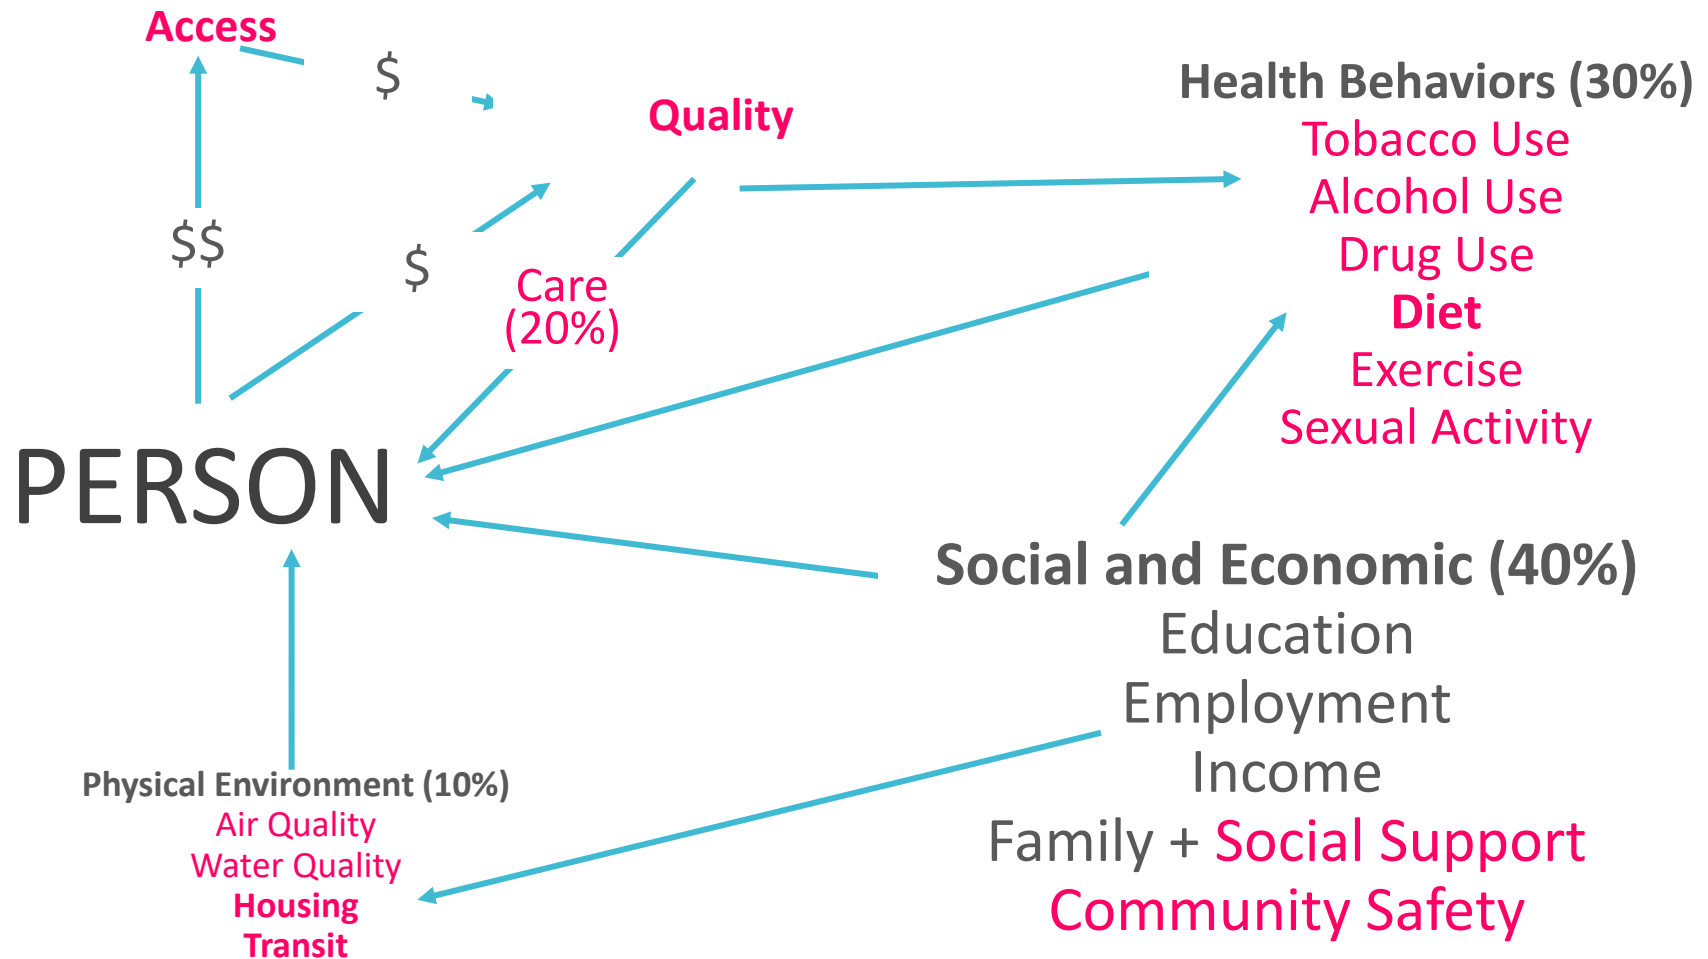 Access
$
Quality
$$
$
Care
(20%)
PERSON
Health Behaviors (30%)
Tobacco Use
Alcohol Use
Drug Use
Diet
Exercise
Sexual Activity
Social and Economic (40%)
Education
Employment
Income
Family + Social Support
Community Safety
Physical Environment (10%)
Air Quality
Water Quality
Housing
Transit